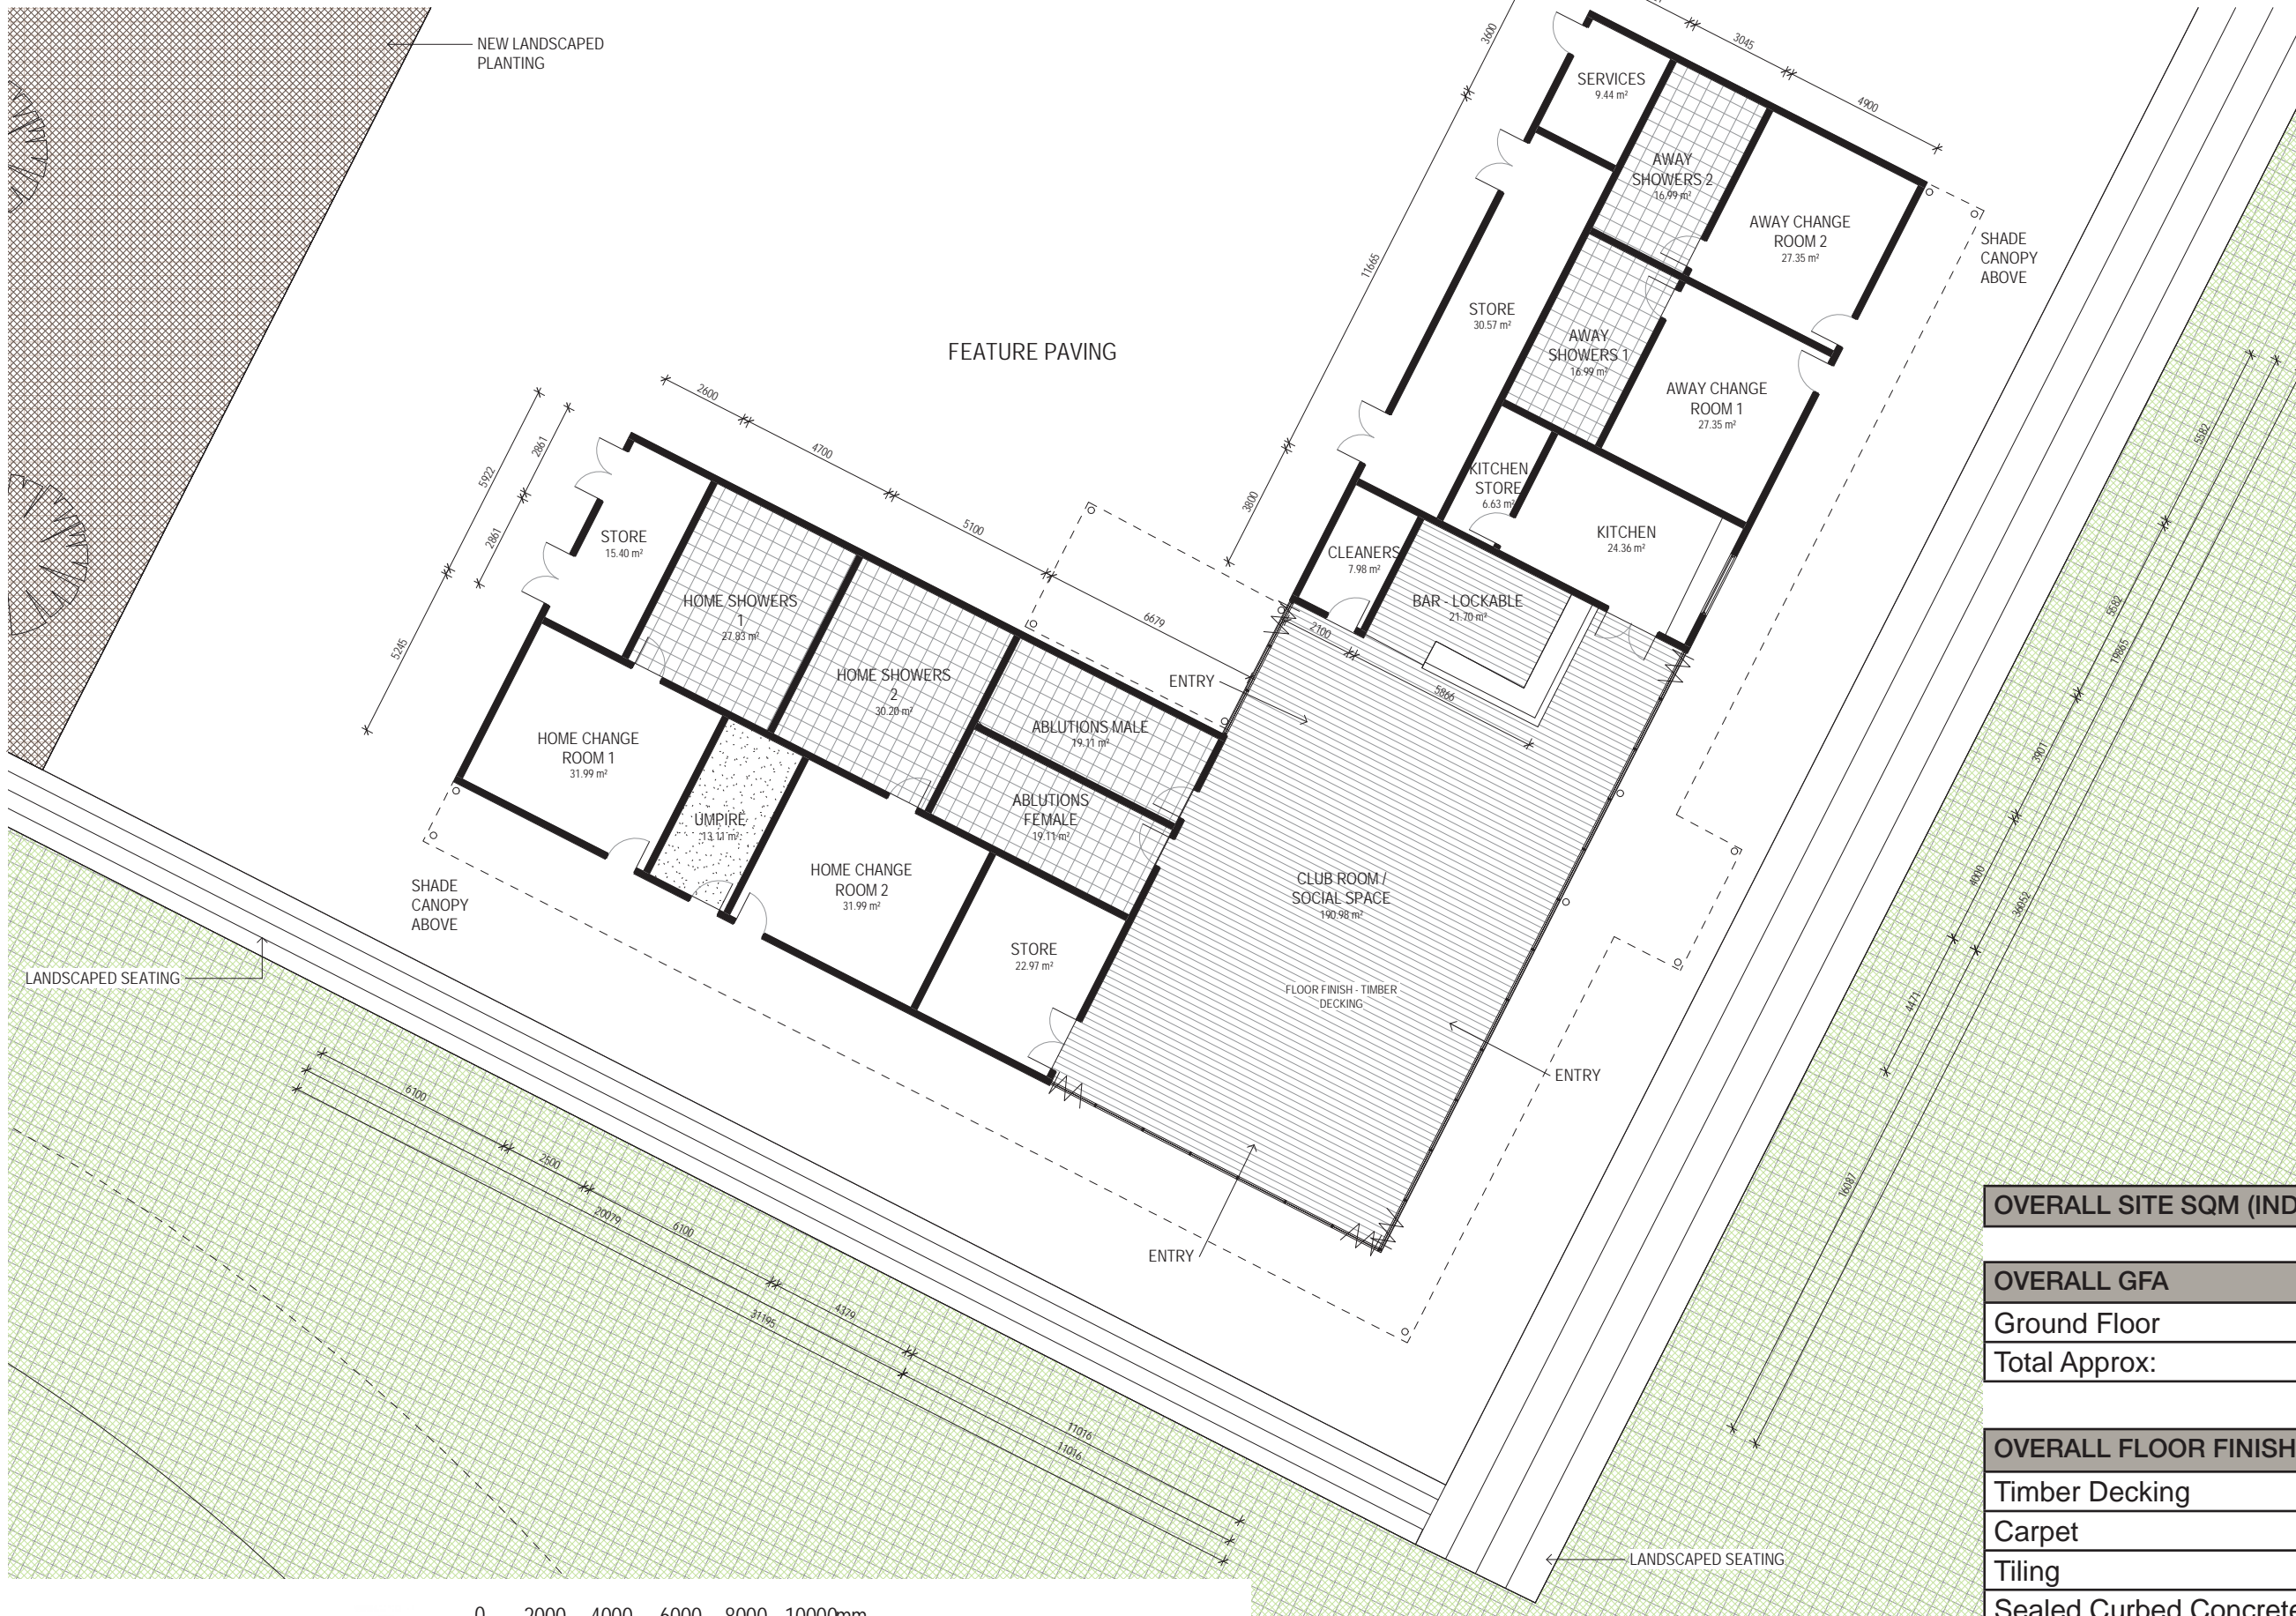 NEW LANDSCAPED
PLANTING
3600
3045
4900
SERVICES
9.44 m²
AWAY
SHOWERS 2
16.99 m²
AWAY CHANGE
ROOM 2
27.35 m²
SHADE
CANOPY
ABOVE
11665
STORE
30.57 m²
AWAY
SHOWERS 1
16.99 m²
AWAY CHANGE
ROOM 1
27.35 m²
FEATURE PAVING
2600
4700
5100
6679
3800
5922
2861
2861
5245
KITCHEN
STORE
6.63 m²
KITCHEN
24.36 m²
CLEANERS
7.98 m²
BAR - LOCKABLE
21.70 m²
2100
5866
STORE
15.40 m²
HOME SHOWERS
1
27.83 m²
HOME SHOWERS
2
30.20 m²
ENTRY
ABLUTIONS MALE
19.11 m²
ABLUTIONS
FEMALE
19.11 m²
HOME CHANGE
ROOM 1
31.99 m²
UMPIRE
13.11 m²
HOME CHANGE
ROOM 2
31.99 m²
STORE
22.97 m²
CLUB ROOM /
SOCIAL SPACE
190.98 m²
FLOOR FINISH - TIMBER
DECKING
SHADE
CANOPY
ABOVE
LANDSCAPED SEATING
ENTRY
ENTRY
5582
5582
19865
3901
4000
36052
4471
16087
6100
2500
20079
6100
31195
4379
11016
11016
LANDSCAPED SEATING
OVERALL SITE SQM (IND
OVERALL GFA
Ground Floor
Total Approx:
OVERALL FLOOR FINISH
Timber Decking
Carpet
Tiling
Sealed Curbed Concrete
0 2000 4000 6000 8000 10000mm